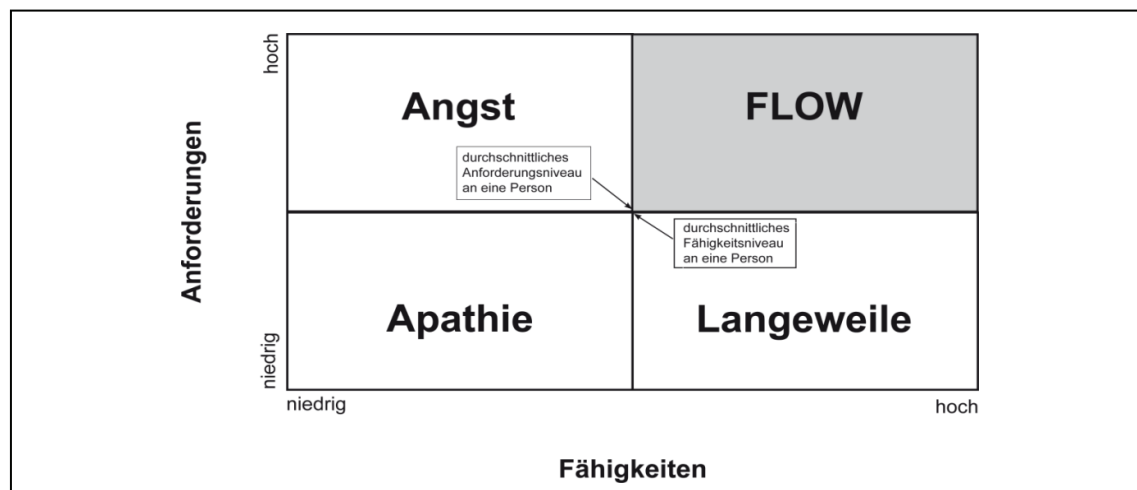 hoch
Angst
FLOW
Anforderungen
durchschnittliches
Anforderungsniveau
an eine Person
durchschnittliches
Fähigkeitsniveau
an eine Person
Apathie
Langeweile
niedrig
niedrig
hoch
Fähigkeiten